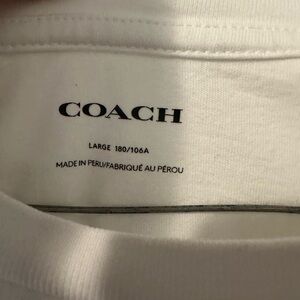 COACH
LARGE 180/106A
MADE IN PERU/FABRIQUÉ AU PÉROU